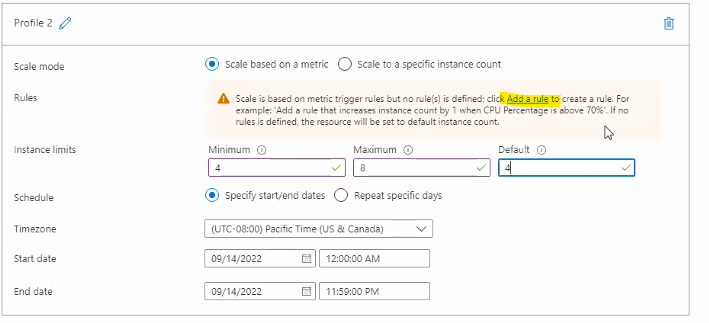 Profile 2
Scale mode
Scale based on a metric
Scale to a specific instance count
Rules
Scale is based on metric trigger rules but no rule(s) is defined; click Add a rule to create a rule. For
example: 'Add a rule that increases instance count by 1 when CPU Percentage is above 70%'. If no
rules is defined, the resource will be set to default instance count.
Instance limits
Minimum
Maximum
Default
4
8
4
Schedule
Specify start/end dates
Repeat specific days
Timezone
(UTC-08:00) Pacific Time (US & Canada)
Start date
09/14/2022
12:00:00 AM
End date
09/14/2022
11:59:00 PM